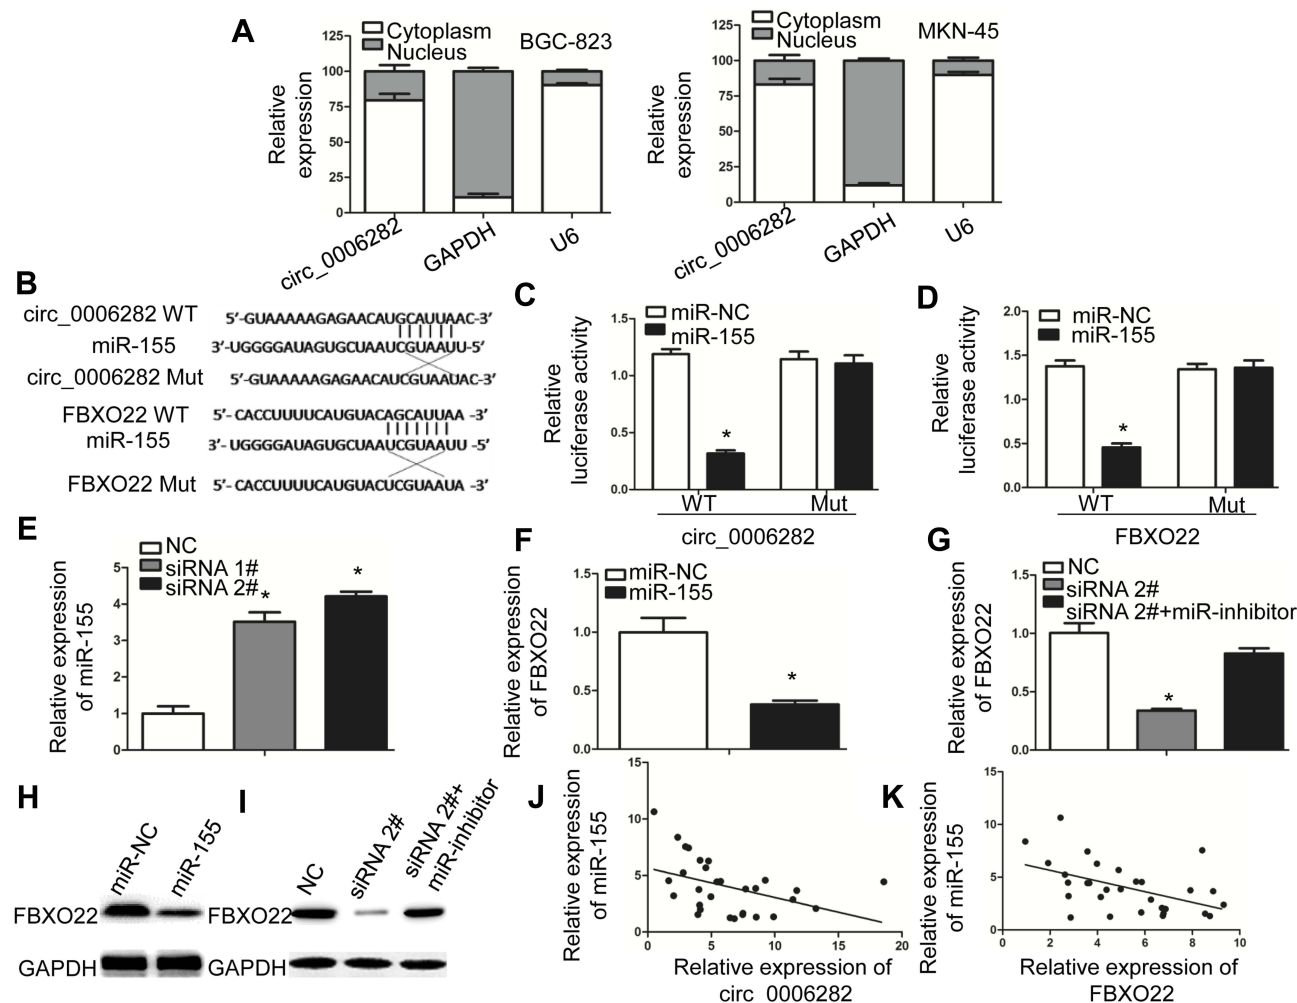 A
Cytoplasm
Nucleus
BGC-823
Relative
expression
125
100
75
50
25
0
circ_0006282
GAPDH
U6
Cytoplasm
Nucleus
MKN-45
Relative
expression
125
100
75
50
25
0
circ_0006282
GAPDH
U6
B
circ_0006282 WT 5'-GUAAAAAGAGAACAUGCAUUAAC-3'
miR-155 3'-UGGGGAUAGUGCUAAUCGUAAUU-5'
circ_0006282 Mut 5'-GUAAAAAGAGAACAUCGUAAUAC-3'
FBXO22 WT 5'- CACCUUUUCAUGUACAGCAUUAA -3'
miR-155 3'-UGGGGAUAGUGCUAAUCGUAAUU -5'
FBXO22 Mut 5'- CACCUUUUCAUGUACUCGUAAUA -3'
C
miR-NC
miR-155
Relative
luciferase activity
1.5
1.0
0.5
0.0
*
WT Mut
circ_0006282
D
miR-NC
miR-155
Relative
luciferase activity
2.0
1.5
1.0
0.5
0.0
*
WT Mut
FBXO22
E
NC
siRNA 1#
siRNA 2#
Relative expression
of miR-155
5
4
3
2
1
0
*
*
F
miR-NC
miR-155
Relative expression
of FBXO22
1.5
1.0
0.5
0.0
*
G
NC
siRNA 2#
siRNA 2#+miR-inhibitor
Relative expression
of FBXO22
1.5
1.0
0.5
0.0
*
H
miR-NC
miR-155
FBXO22
GAPDH
I
NC
siRNA 2#
siRNA 2#+
miR-inhibitor
FBXO22
GAPDH
J
Relative expression
of miR-155
15
10
5
0
0 5 10 15 20
Relative expression of
circ_0006282
K
Relative expression
of miR-155
15
10
5
0
0 2 4 6 8 10
Relative expression of
FBXO22